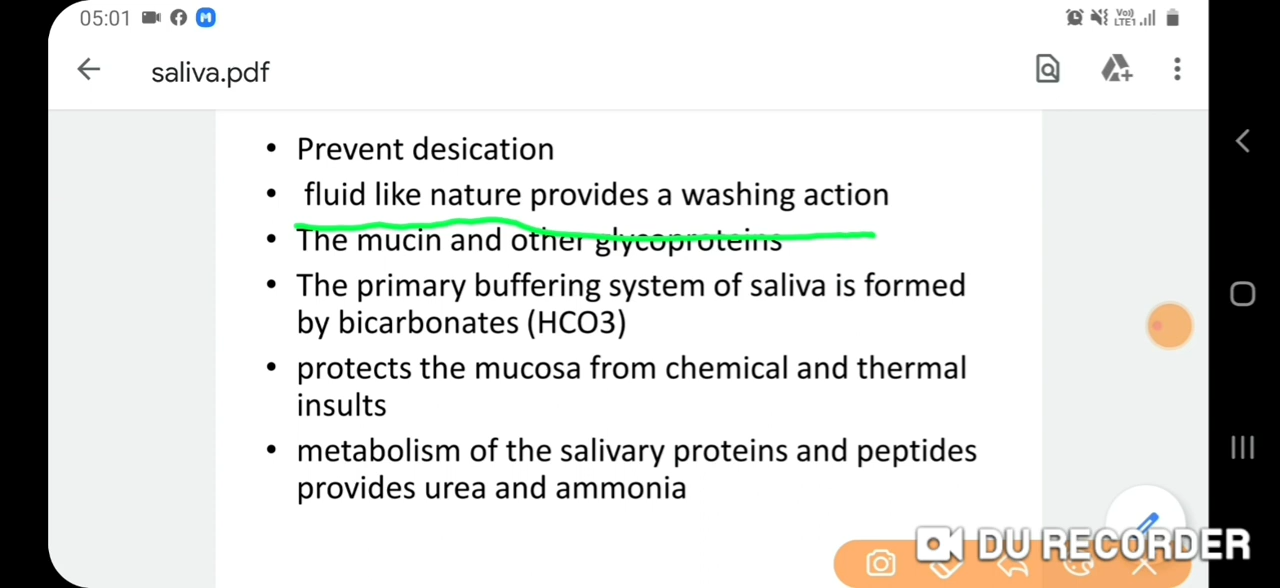 05:01
Vo)) LTE1
saliva.pdf
• Prevent desication
• fluid like nature provides a washing action
• The mucin and other glycoproteins
• The primary buffering system of saliva is formed
by bicarbonates (HCO3)
• protects the mucosa from chemical and thermal
insults
• metabolism of the salivary proteins and peptides
provides urea and ammonia
DU RECORDER